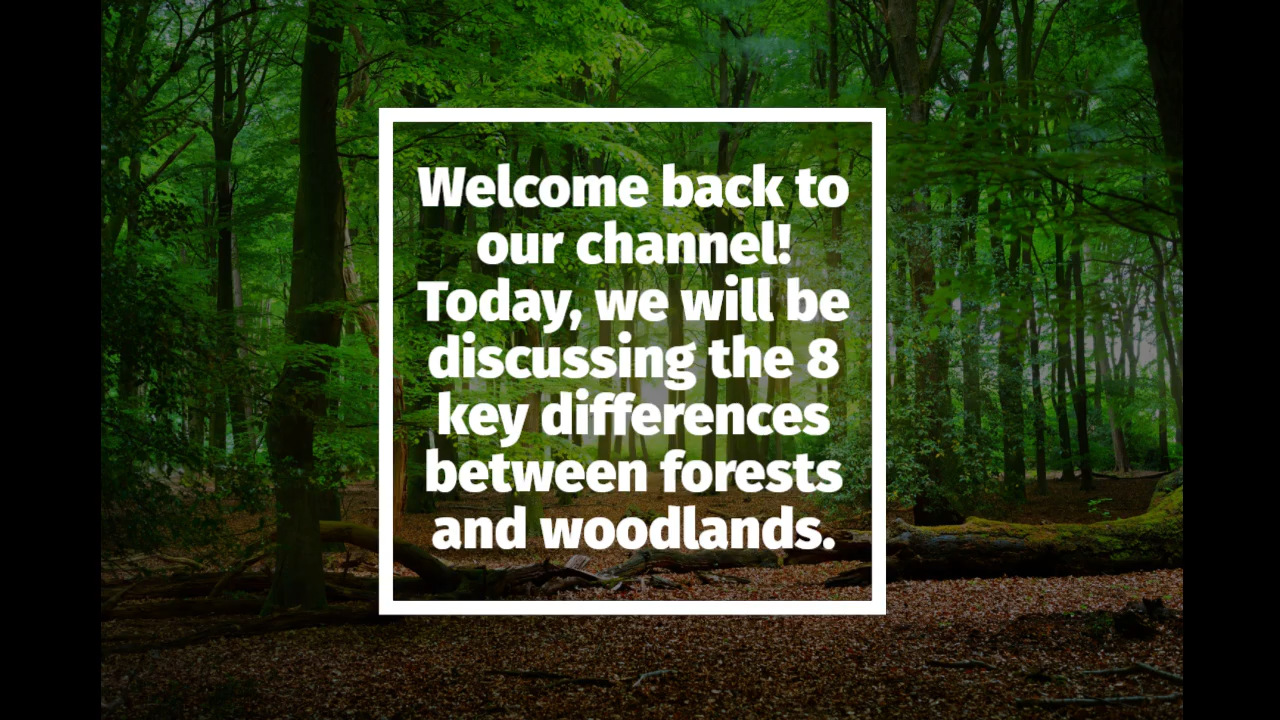 Welcome back to
our channel!
Today, we will be
discussing the 8
key differences
between forests
and woodlands.